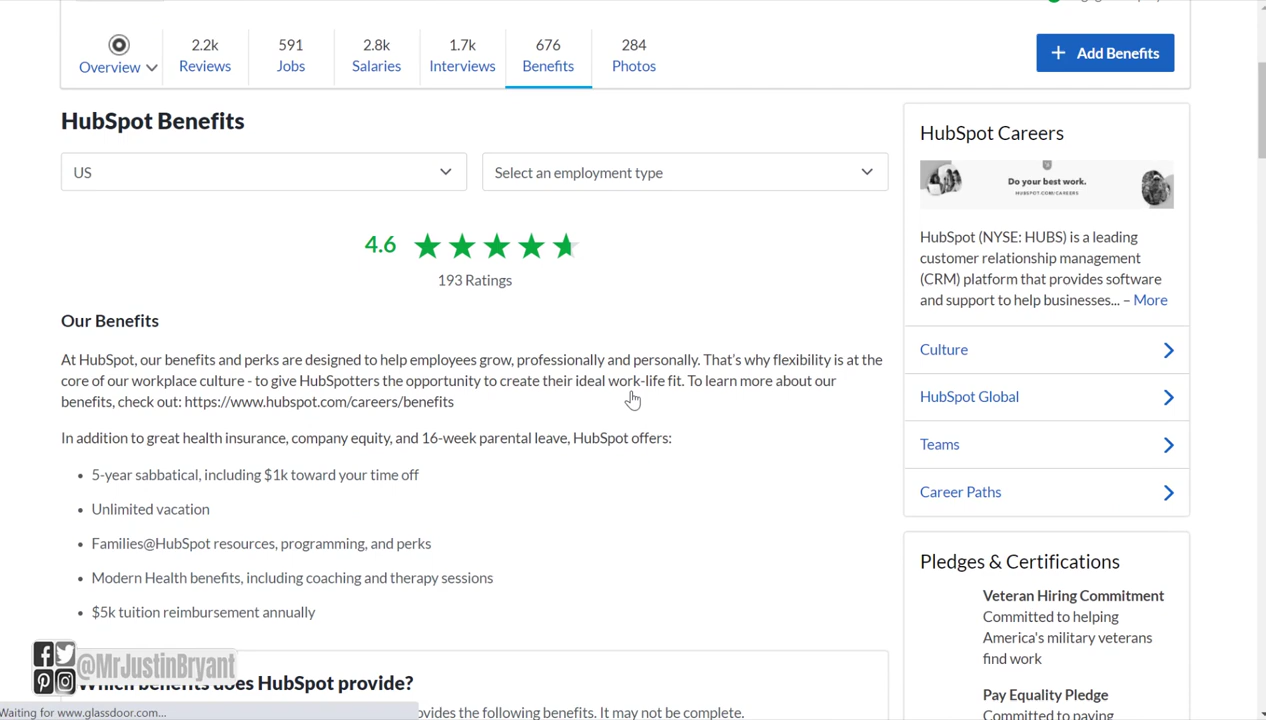 2.2k 591 2.8k 1.7k 676 284
Overview Reviews Jobs Salaries Interviews Benefits Photos
+ Add Benefits
HubSpot Benefits
US
Select an employment type
4.6
193 Ratings
Our Benefits
At HubSpot, our benefits and perks are designed to help employees grow, professionally and personally. That's why flexibility is at the
core of our workplace culture - to give HubSpotters the opportunity to create their ideal work-life fit. To learn more about our
benefits, check out: https://www.hubspot.com/careers/benefits
In addition to great health insurance, company equity, and 16-week parental leave, HubSpot offers:
• 5-year sabbatical, including $1k toward your time off
• Unlimited vacation
• Families@HubSpot resources, programming, and perks
• Modern Health benefits, including coaching and therapy sessions
• $5k tuition reimbursement annually
Which benefits does HubSpot provide?
provides the following benefits. It may not be complete.
HubSpot Careers
Do your best work.
HUBSPOT.COM/CAREERS
HubSpot (NYSE: HUBS) is a leading
customer relationship management
(CRM) platform that provides software
and support to help businesses... – More
Culture
HubSpot Global
Teams
Career Paths
Pledges & Certifications
Veteran Hiring Commitment
Committed to helping
America's military veterans
find work
Pay Equality Pledge
Committed to paying
@MrJustinBryant
Waiting for www.glassdoor.com...